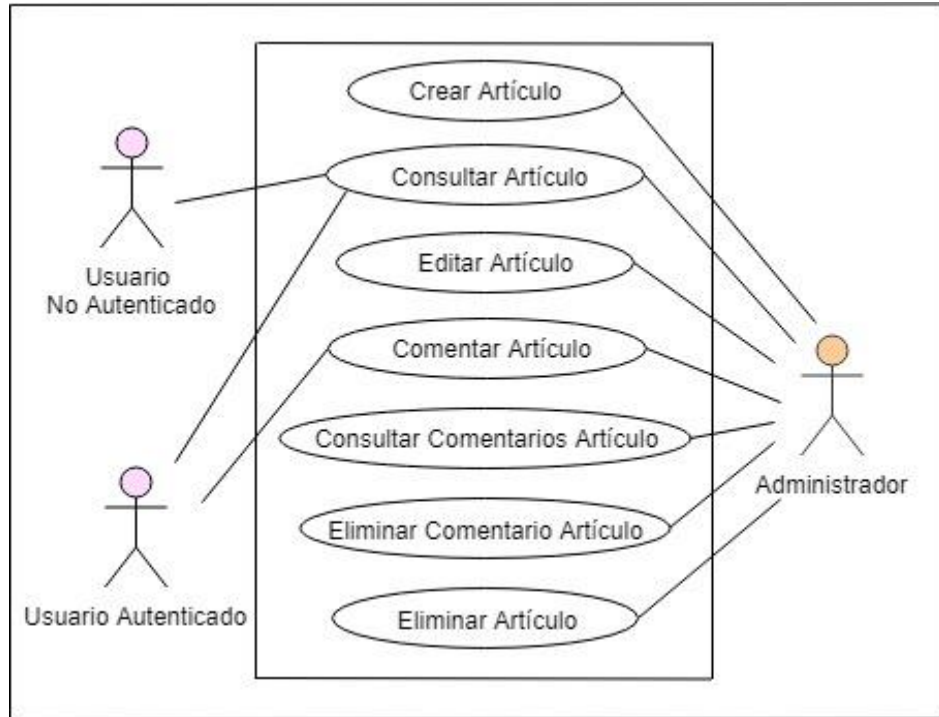 Crear Artículo
Consultar Artículo
Usuario
No Autenticado
Editar Artículo
Comentar Artículo
Consultar Comentarios Artículo
Administrador
Eliminar Comentario Artículo
Usuario Autenticado
Eliminar Artículo